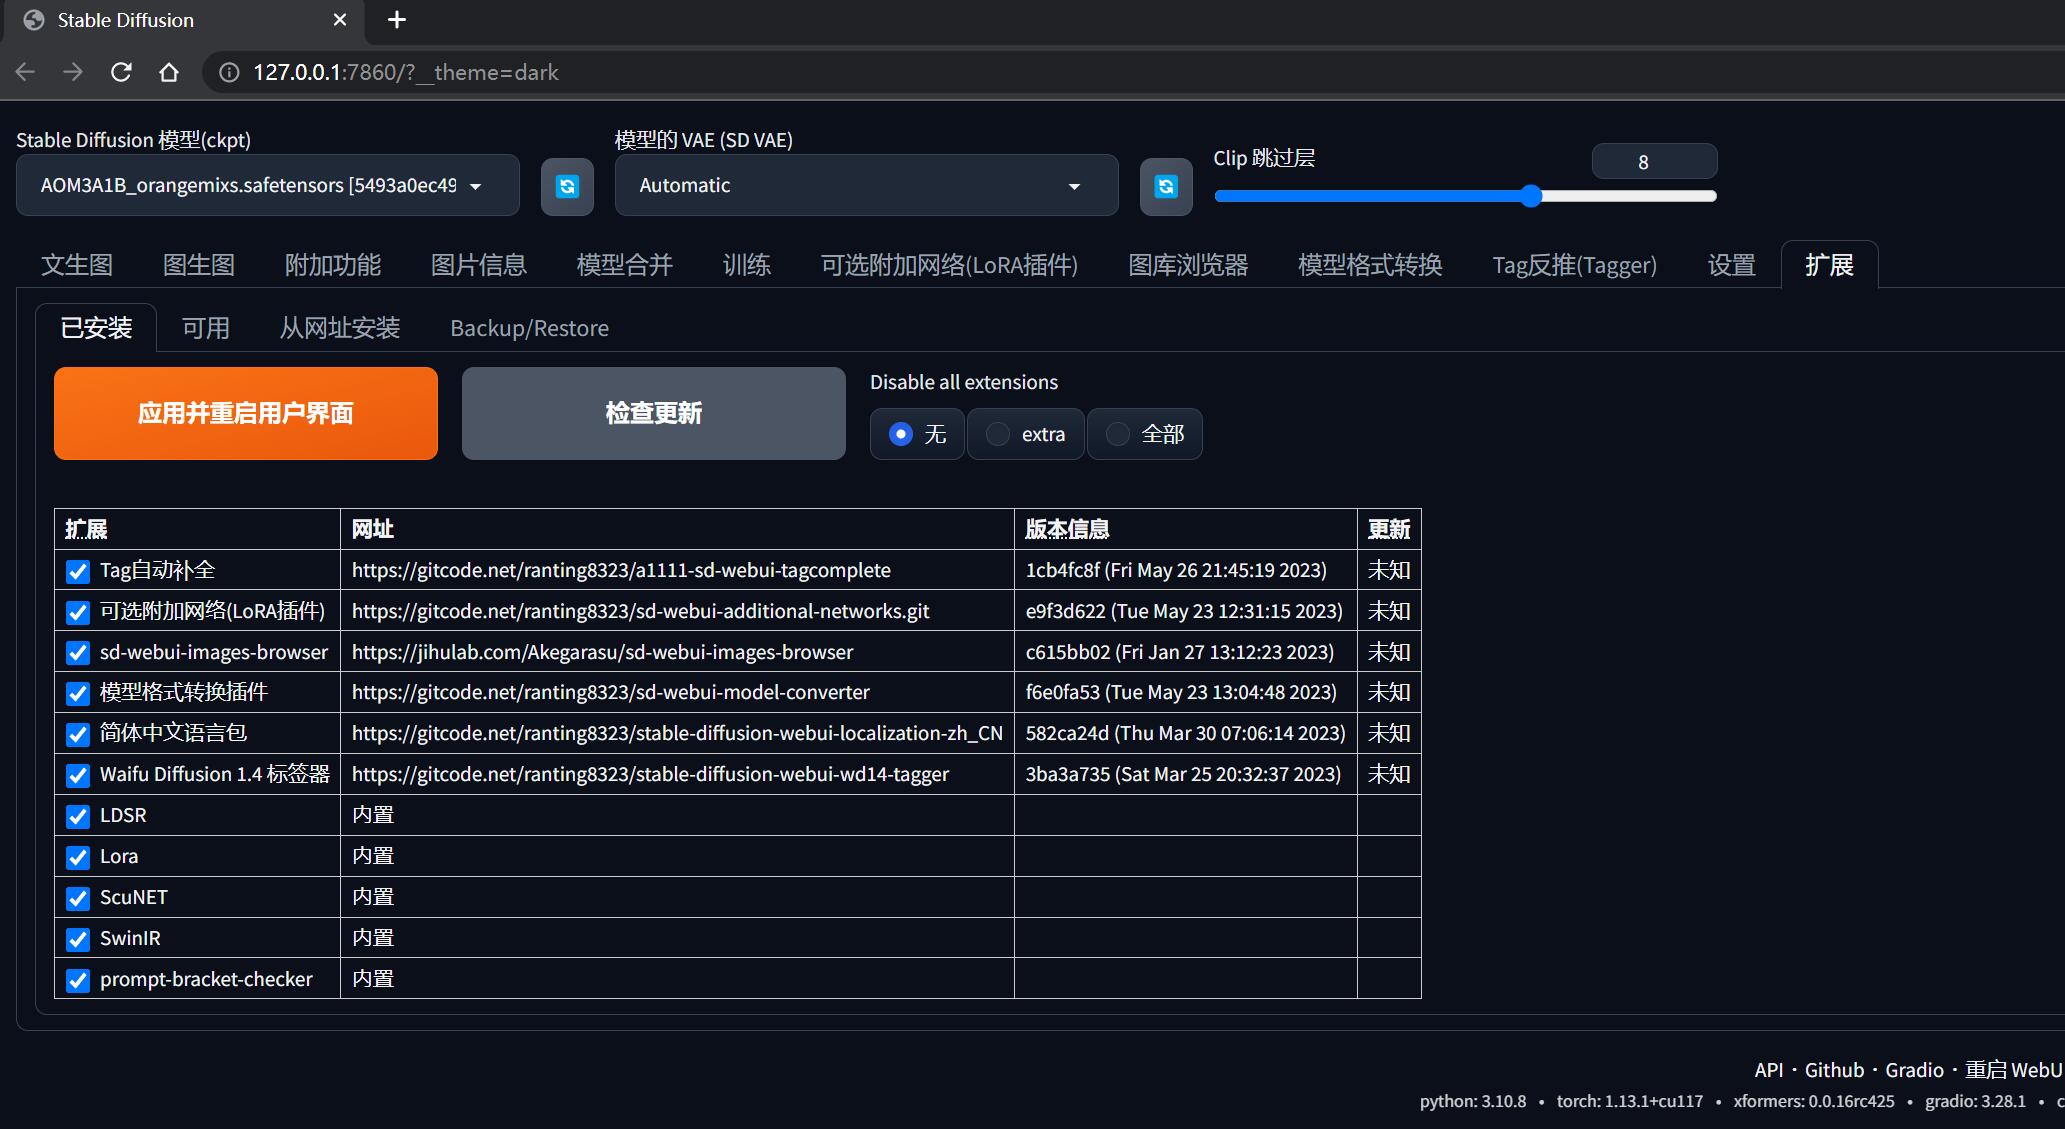 Stable Diffusion
127.0.0.1:7860/?__theme=dark
Stable Diffusion 模型(ckpt)
模型的 VAE (SD VAE)
Clip 跳过层
8
AOM3A1B_orangemixs.safetensors [5493a0ec49
Automatic
文生图 图生图 附加功能 图片信息 模型合并 训练 可选附加网络(LoRA插件) 图库浏览器 模型格式转换 Tag反推(Tagger) 设置 扩展
已安装 可用 从网址安装 Backup/Restore
应用并重启用户界面
检查更新
Disable all extensions
无 extra 全部
扩展 网址 版本信息 更新
Tag自动补全 https://gitcode.net/ranting8323/a1111-sd-webui-tagcomplete 1cb4fc8f (Fri May 26 21:45:19 2023) 未知
可选附加网络(LoRA插件) https://gitcode.net/ranting8323/sd-webui-additional-networks.git e9f3d622 (Tue May 23 12:31:15 2023) 未知
sd-webui-images-browser https://jihulab.com/Akegarasu/sd-webui-images-browser c615bb02 (Fri Jan 27 13:12:23 2023) 未知
模型格式转换插件 https://gitcode.net/ranting8323/sd-webui-model-converter f6e0fa53 (Tue May 23 13:04:48 2023) 未知
简体中文语言包 https://gitcode.net/ranting8323/stable-diffusion-webui-localization-zh_CN 582ca24d (Thu Mar 30 07:06:14 2023) 未知
Waifu Diffusion 1.4 标签器 https://gitcode.net/ranting8323/stable-diffusion-webui-wd14-tagger 3ba3a735 (Sat Mar 25 20:32:37 2023) 未知
LDSR 内置
Lora 内置
ScuNET 内置
SwinIR 内置
prompt-bracket-checker 内置
API · Github · Gradio · 重启 WebU
python: 3.10.8 • torch: 1.13.1+cu117 • xformers: 0.0.16rc425 • gradio: 3.28.1 • c